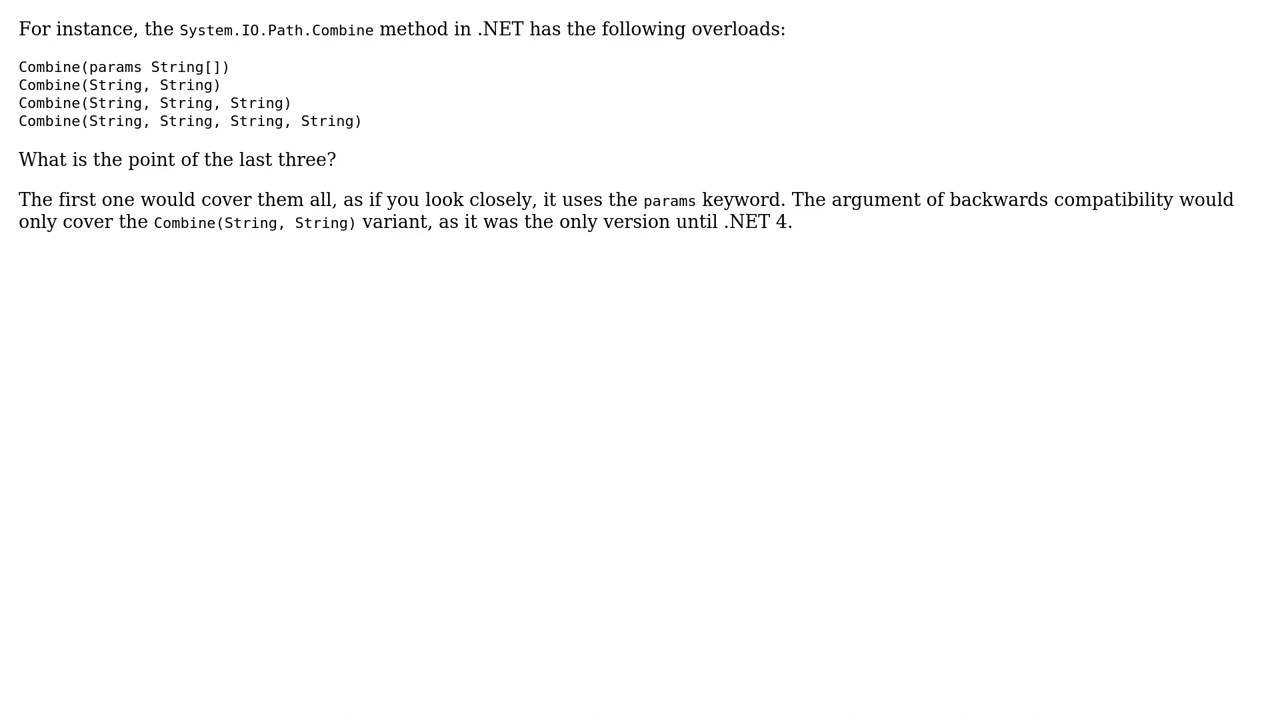 For instance, the System.IO.Path.Combine method in .NET has the following overloads:
Combine(params String[])
Combine(String, String)
Combine(String, String, String)
Combine(String, String, String, String)
What is the point of the last three?
The first one would cover them all, as if you look closely, it uses the params keyword. The argument of backwards compatibility would
only cover the Combine(String, String) variant, as it was the only version until .NET 4.